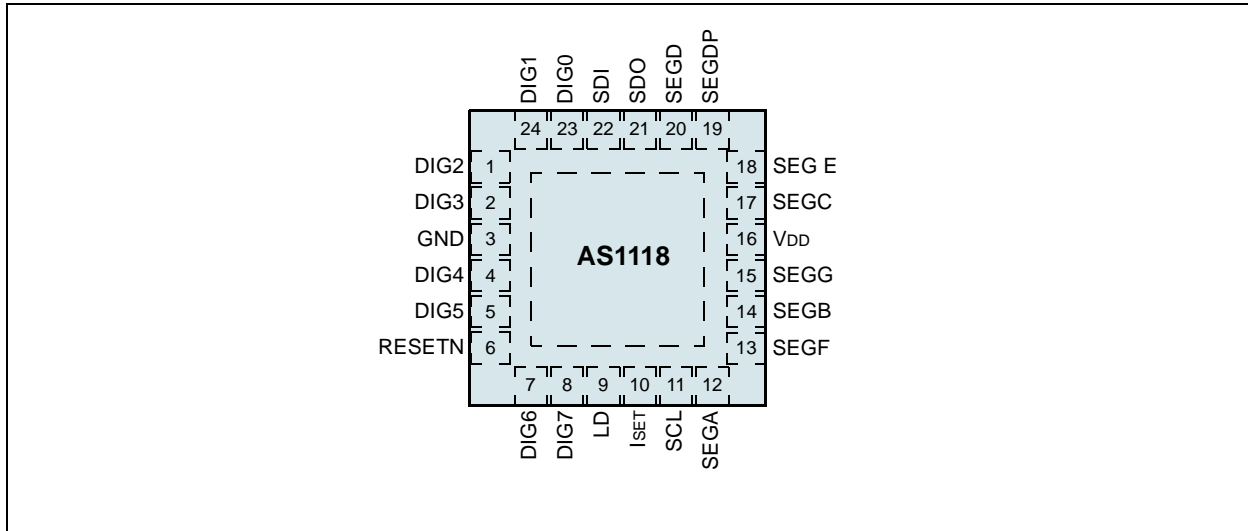 DIG1
DIG0
SDI
SDO
SEGD
SEGDP
24
23
22
21
20
19
DIG2 1
DIG3 2
GND 3
DIG4 4
DIG5 5
RESETN 6
AS1118
18 SEG E
17 SEGC
16 VDD
15 SEGG
14 SEGB
13 SEGF
7
8
9
10
11
12
DIG6
DIG7
LD
ISET
SCL
SEGA